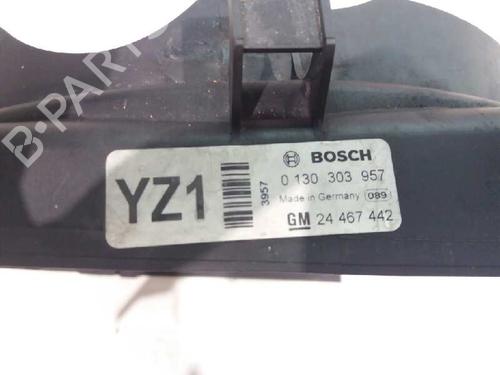 B-PARTS
YZ1
3957
BOSCH
0 130 303 957
Made in Germany 089
GM 24 467 442